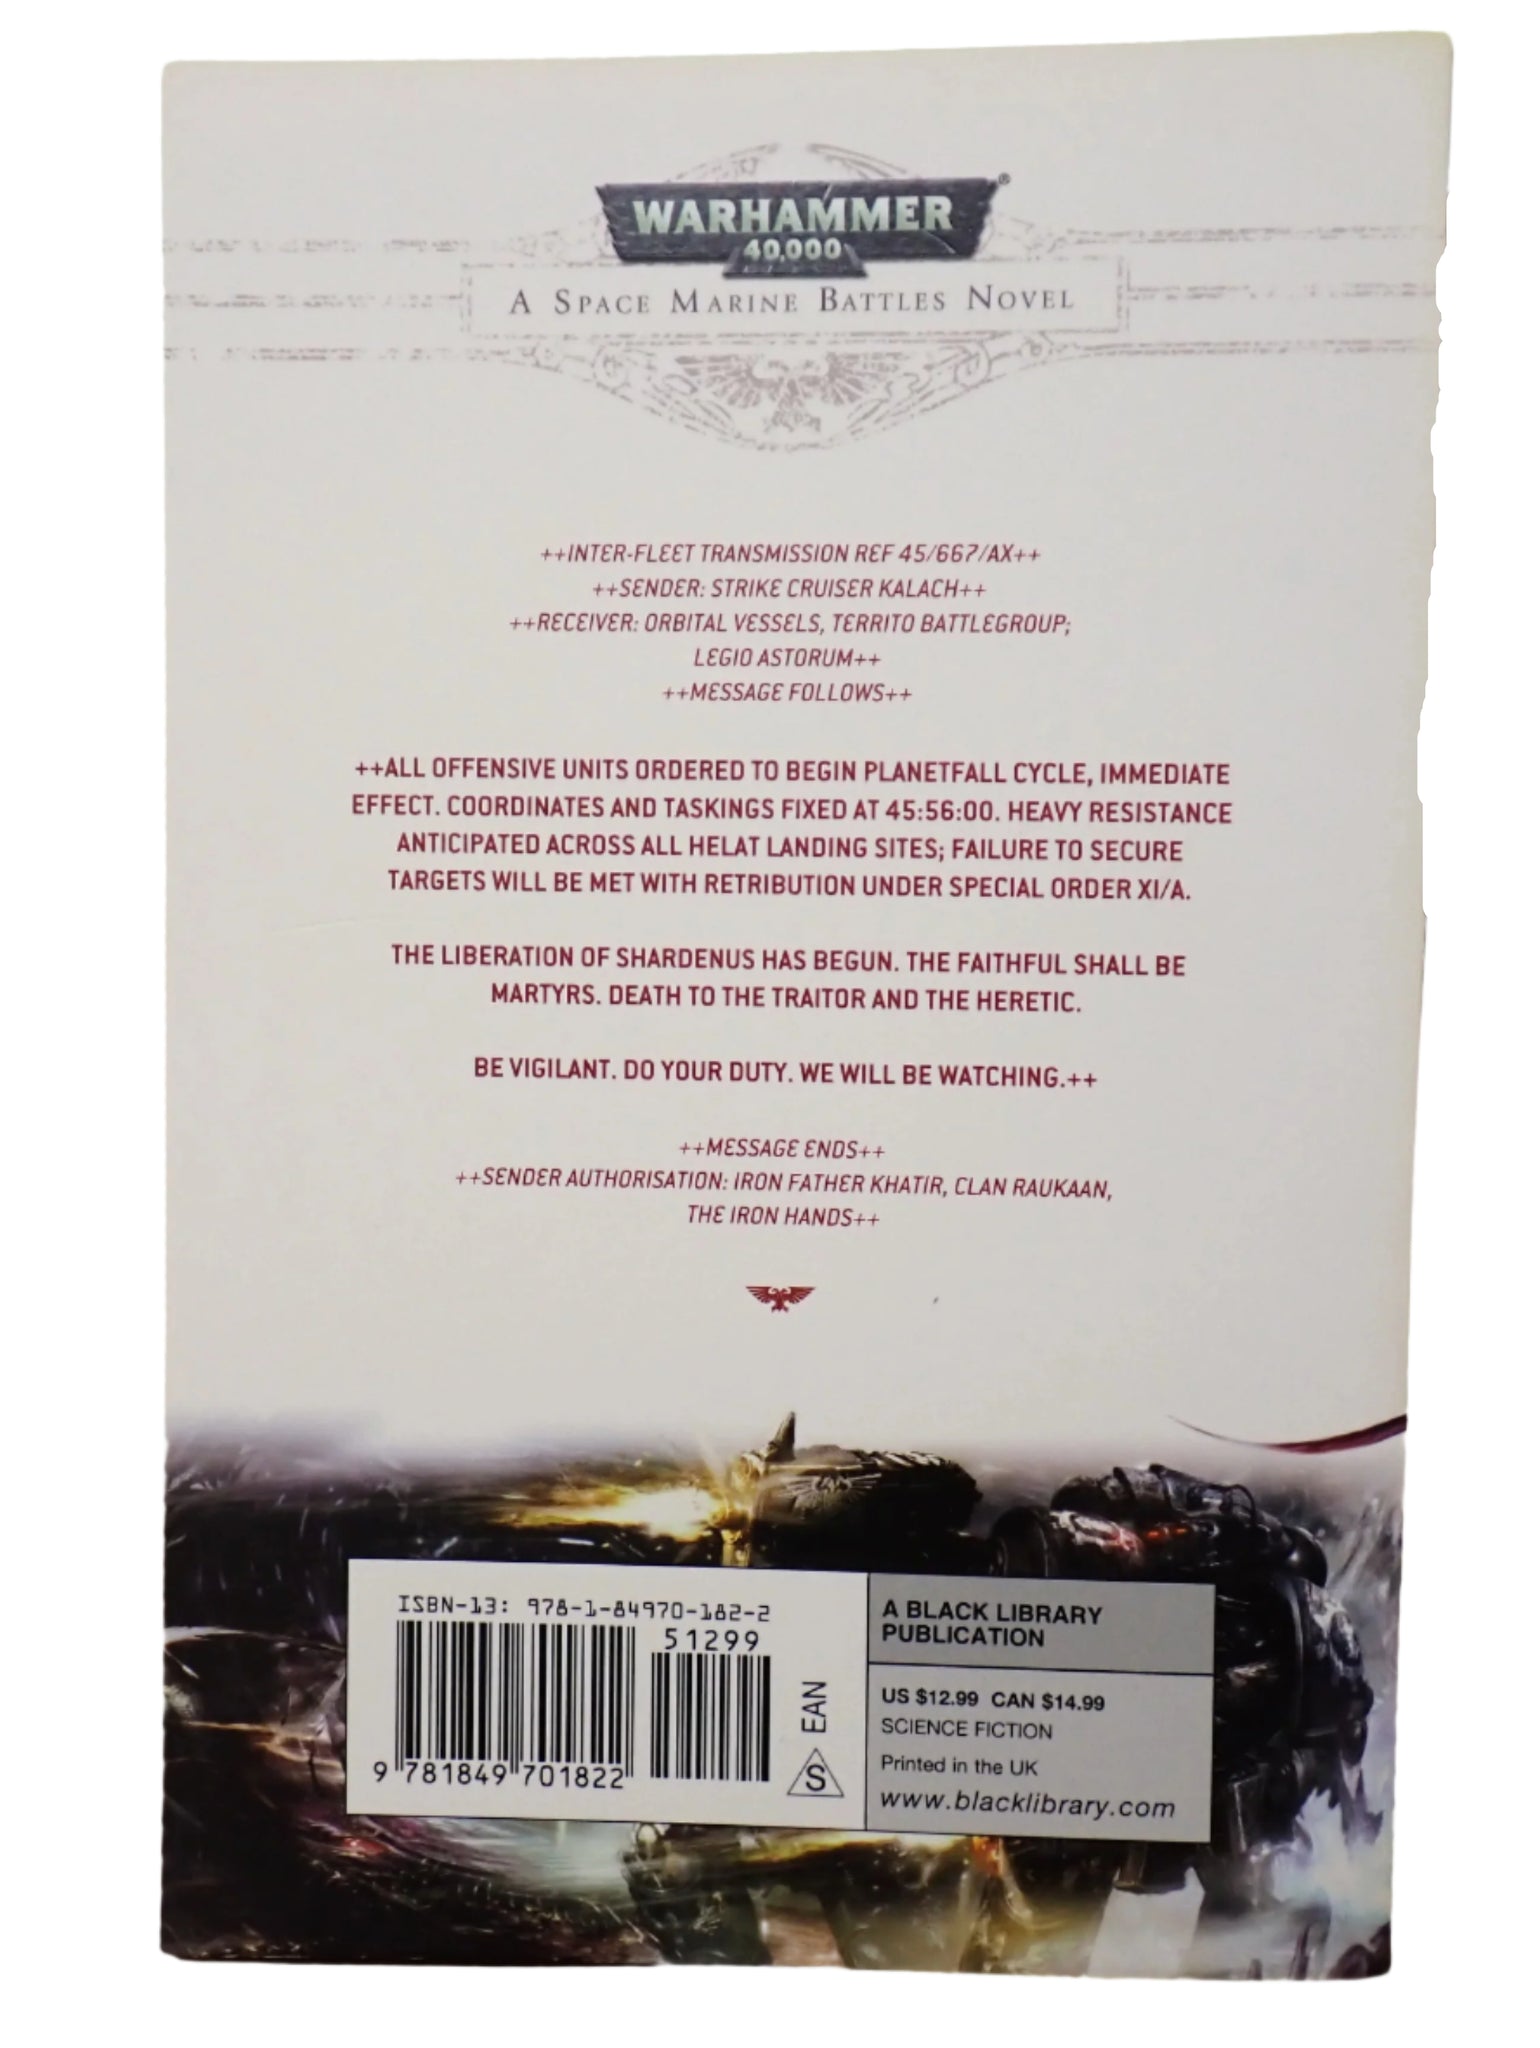 WARHAMMER®
40,000
A SPACE MARINE BATTLES NOVEL
++INTER-FLEET TRANSMISSION REF 45/667/AX++
++SENDER: STRIKE CRUISER KALACH++
++RECEIVER: ORBITAL VESSELS, TERRITO BATTLEGROUP;
LEGIO ASTORUM++
++MESSAGE FOLLOWS++
++ALL OFFENSIVE UNITS ORDERED TO BEGIN PLANETFALL CYCLE, IMMEDIATE
EFFECT. COORDINATES AND TASKINGS FIXED AT 45:56:00. HEAVY RESISTANCE
ANTICIPATED ACROSS ALL HELAT LANDING SITES; FAILURE TO SECURE
TARGETS WILL BE MET WITH RETRIBUTION UNDER SPECIAL ORDER XI/A.
THE LIBERATION OF SHARDENUS HAS BEGUN. THE FAITHFUL SHALL BE
MARTYRS. DEATH TO THE TRAITOR AND THE HERETIC.
BE VIGILANT. DO YOUR DUTY. WE WILL BE WATCHING.++
++MESSAGE ENDS++
++SENDER AUTHORISATION: IRON FATHER KHATIR, CLAN RAUKAAN,
THE IRON HANDS++
ISBN-13: 978-1-84970-182-2
51299
9 781849 701822
EAN
S
A BLACK LIBRARY
PUBLICATION
US $12.99 CAN $14.99
SCIENCE FICTION
Printed in the UK
www.blacklibrary.com